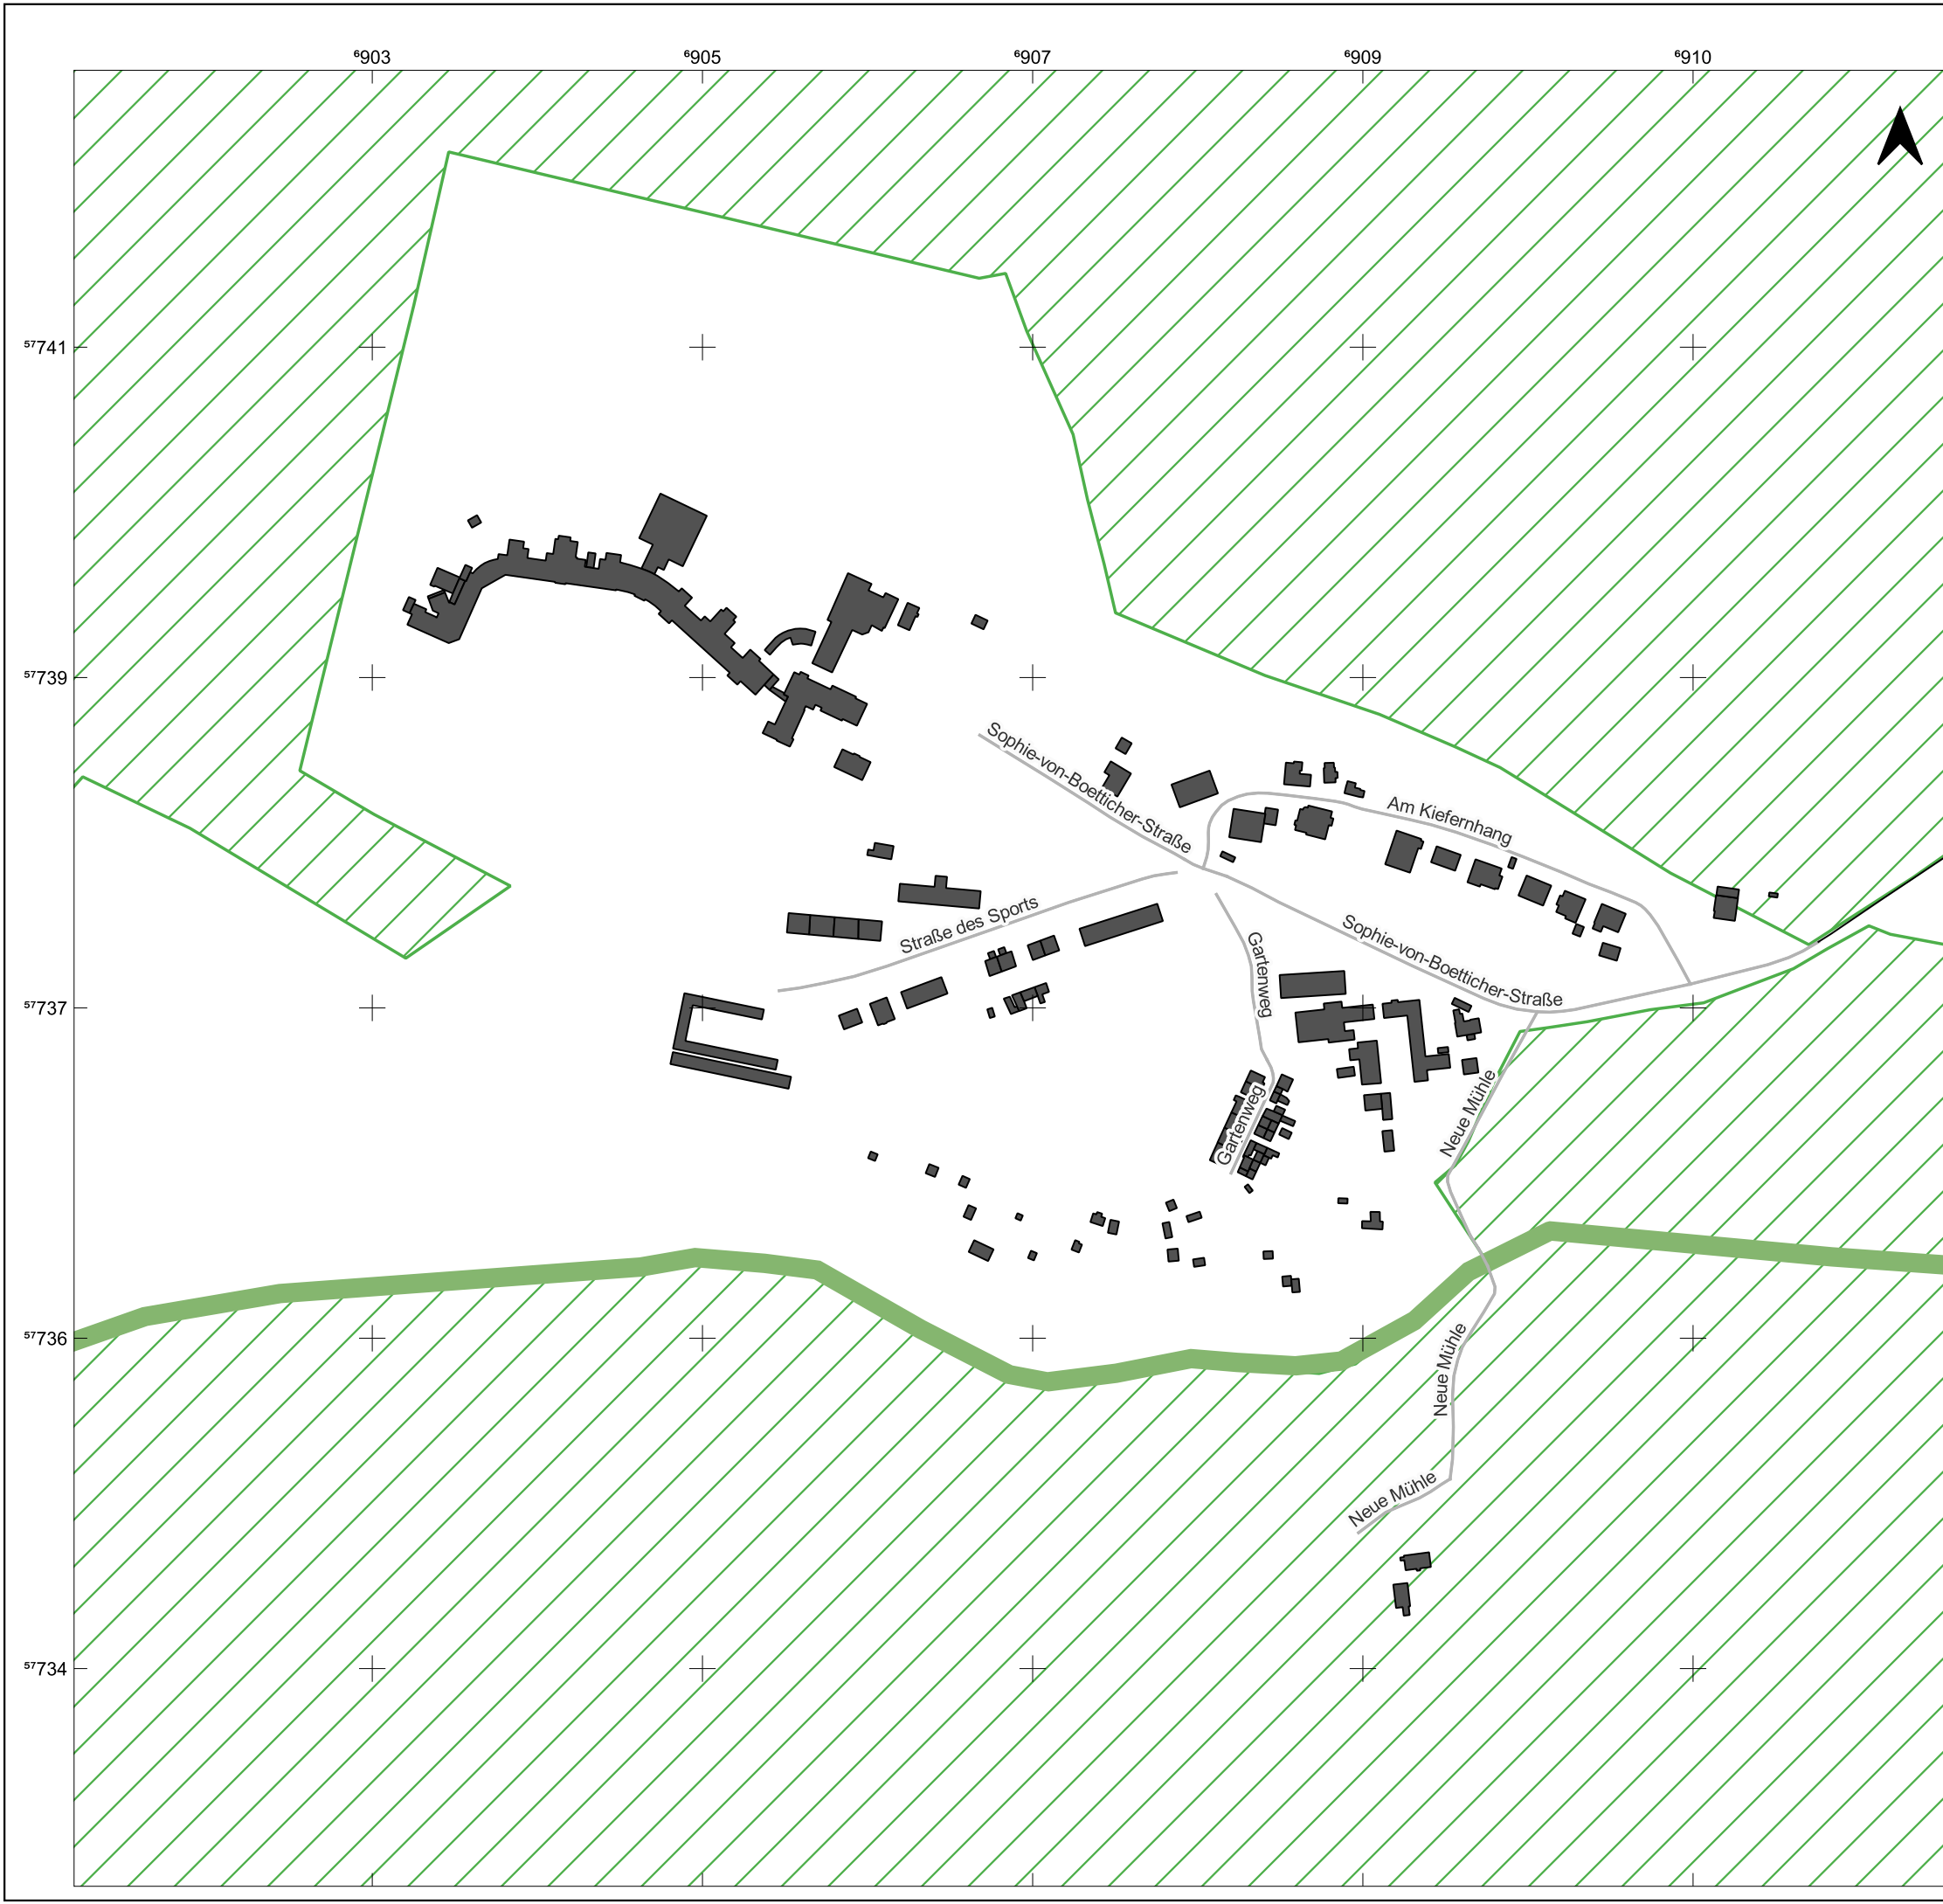 ⁶903 ⁶905 ⁶907 ⁶909 ⁶910
⁵⁷741
⁵⁷739
Sophie-von-Boetticher-Straße
Am Kiefernhang
Straße des Sports
Sophie-von-Boetticher-Straße
Gartenweg
⁵⁷737
Neue Mühle
Gartenweg
⁵⁷736
Neue Mühle
Neue Mühle
⁵⁷734